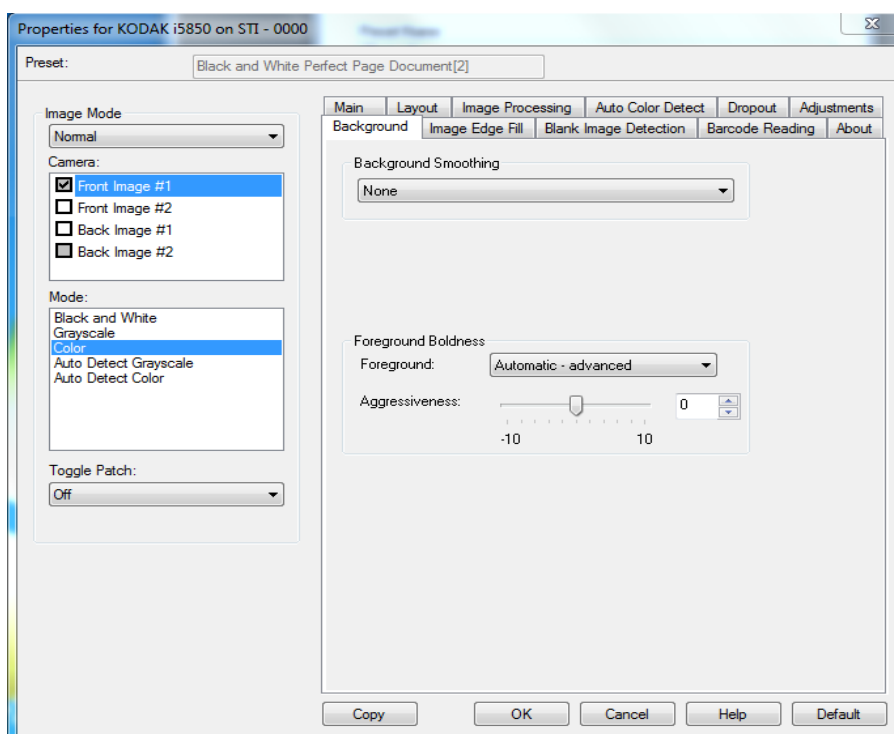 Properties for KODAK i5850 on STI - 0000
Preset:
Black and White Perfect Page Document[2]
Image Mode
Normal
Camera:
Front Image #1
Front Image #2
Back Image #1
Back Image #2
Mode:
Black and White
Grayscale
Color
Auto Detect Grayscale
Auto Detect Color
Toggle Patch:
Off
Main Layout Image Processing Auto Color Detect Dropout Adjustments
Background Image Edge Fill Blank Image Detection Barcode Reading About
Background Smoothing
None
Foreground Boldness
Foreground: Automatic - advanced
Aggressiveness: 0
-10 10
Copy OK Cancel Help Default